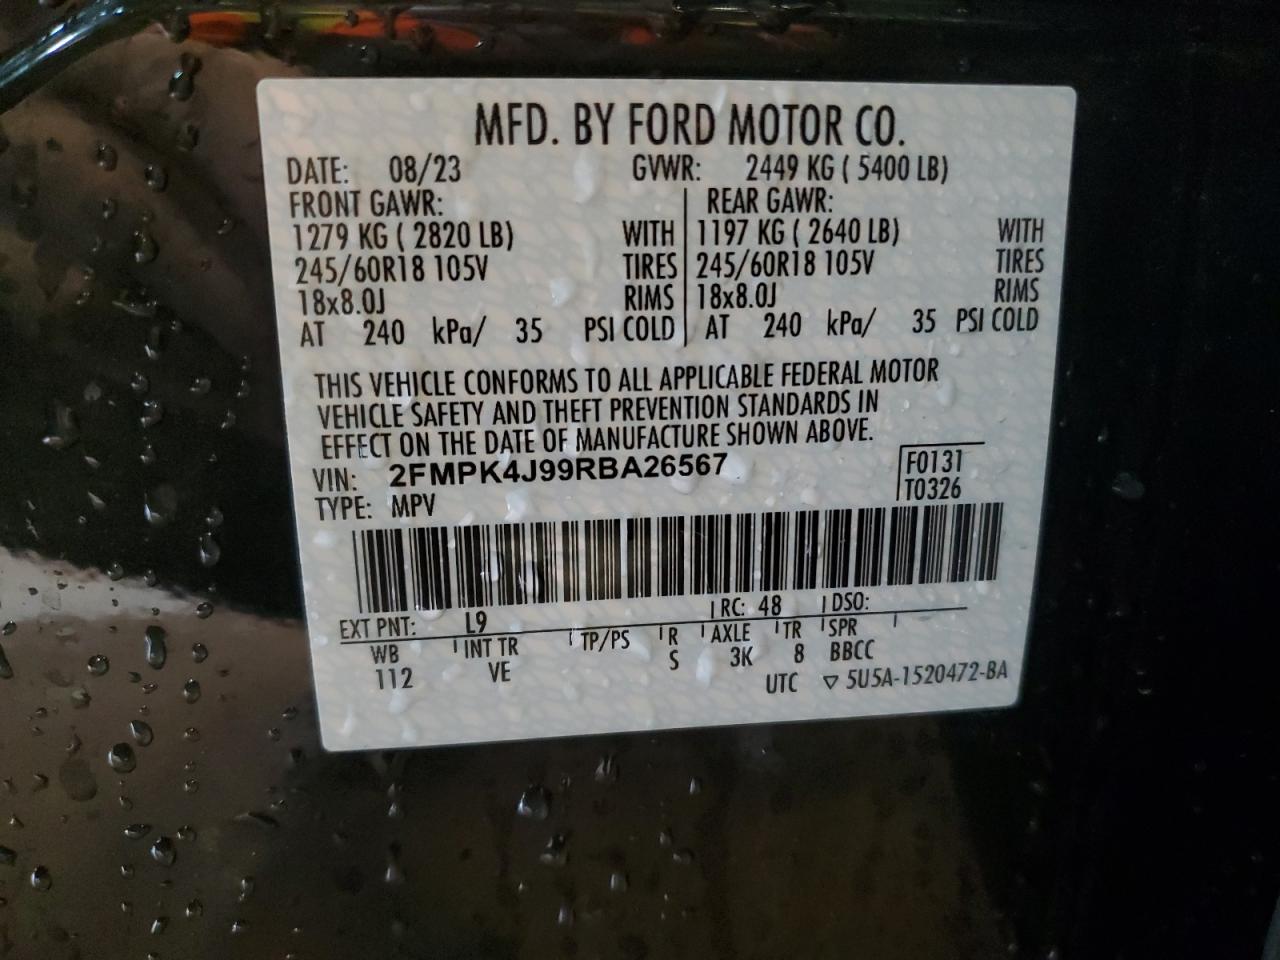 MFD. BY FORD MOTOR CO.
DATE: 08/23 GVWR: 2449 KG ( 5400 LB)
FRONT GAWR: REAR GAWR:
1279 KG ( 2820 LB) WITH 1197 KG ( 2640 LB) WITH
245/60R18 105V TIRES 245/60R18 105V TIRES
18x8.0J RIMS 18x8.0J RIMS
AT 240 kPa/ 35 PSI COLD AT 240 kPa/ 35 PSI COLD
THIS VEHICLE CONFORMS TO ALL APPLICABLE FEDERAL MOTOR
VEHICLE SAFETY AND THEFT PREVENTION STANDARDS IN
EFFECT ON THE DATE OF MANUFACTURE SHOWN ABOVE.
VIN: 2FMPK4J99RBA26567 F0131
TYPE: MPV T0326
EXT PNT: L9 RC: 48 DSO:
WB INT TR TP/PS R AXLE TR SPR
112 VE S 3K 8 BBCC
UTC ▽ 5U5A-1520472-BA